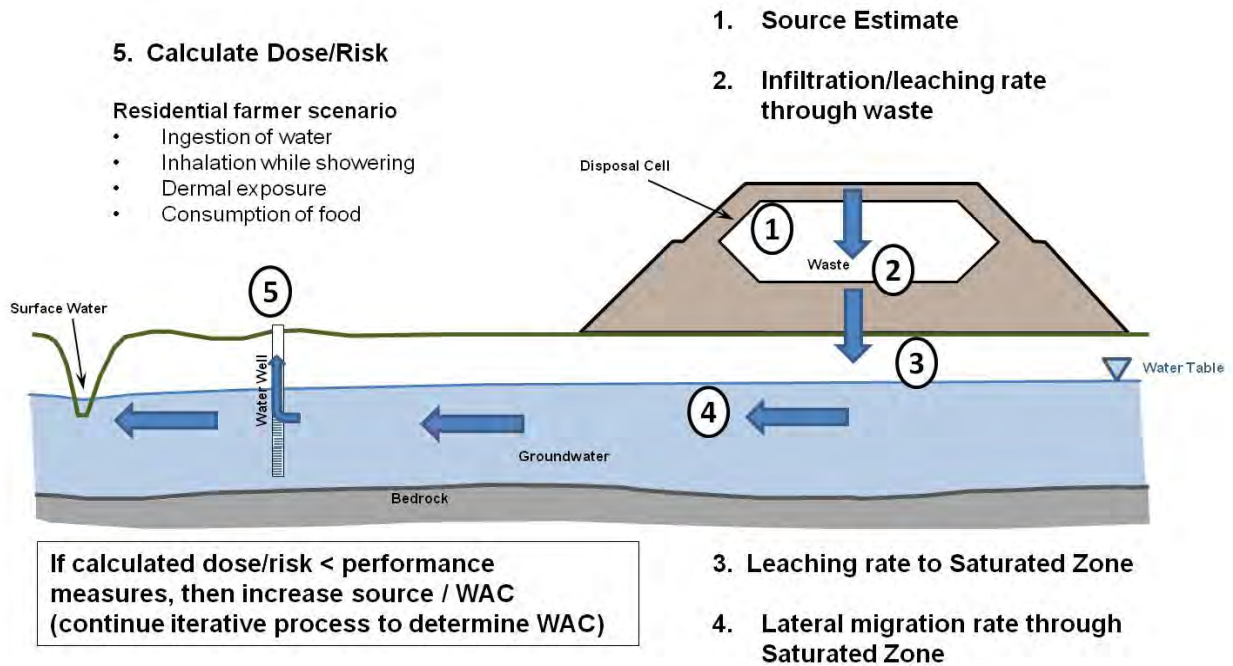 5. Calculate Dose/Risk
Residential farmer scenario
• Ingestion of water
• Inhalation while showering
• Dermal exposure
• Consumption of food
1. Source Estimate
2. Infiltration/leaching rate
through waste
Disposal Cell
1
Waste
2
5
Surface Water
Water Well
3
Water Table
4
Groundwater
Bedrock
If calculated dose/risk < performance
measures, then increase source / WAC
(continue iterative process to determine WAC)
3. Leaching rate to Saturated Zone
4. Lateral migration rate through
Saturated Zone